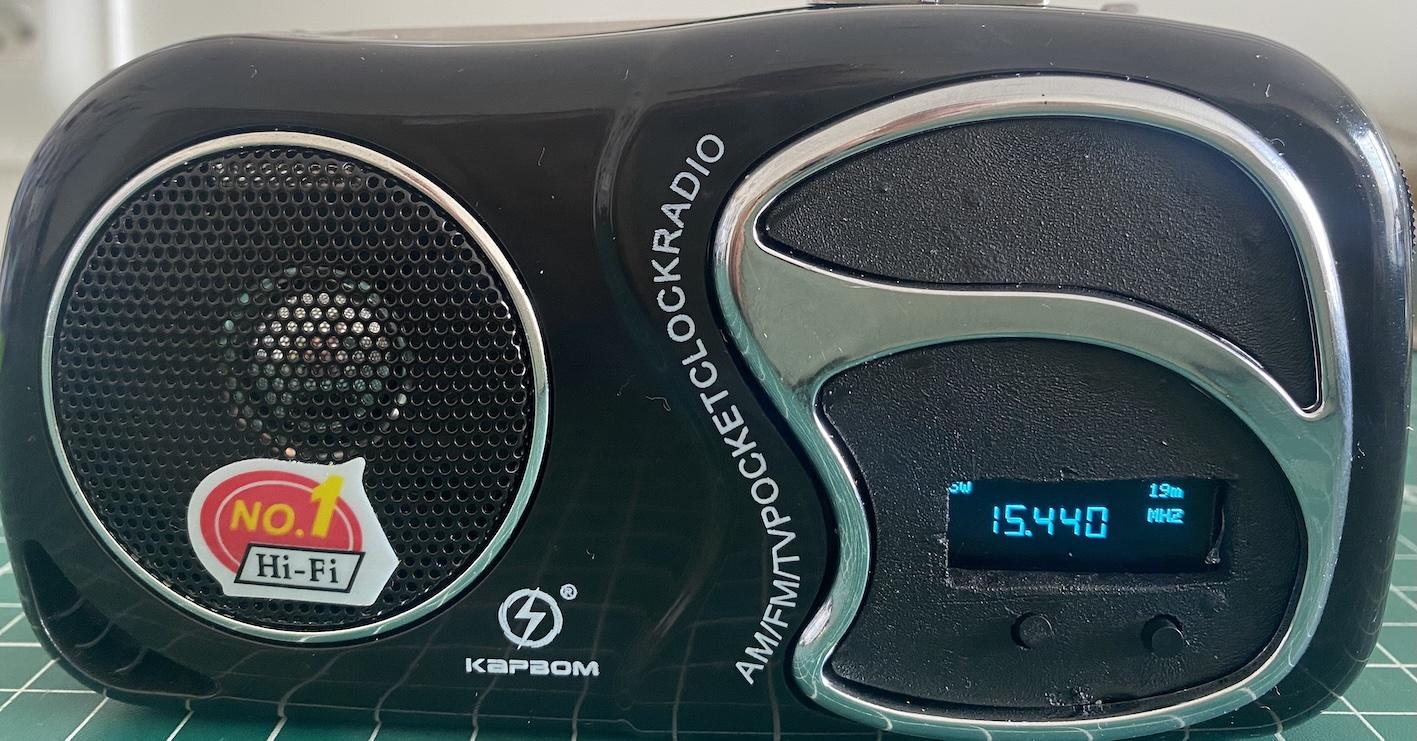 NO.1
Hi-Fi
KAPBOM
®
AM/FM/TVPOCKETCLOCKRADIO
SW
19m
15.440
MHZ